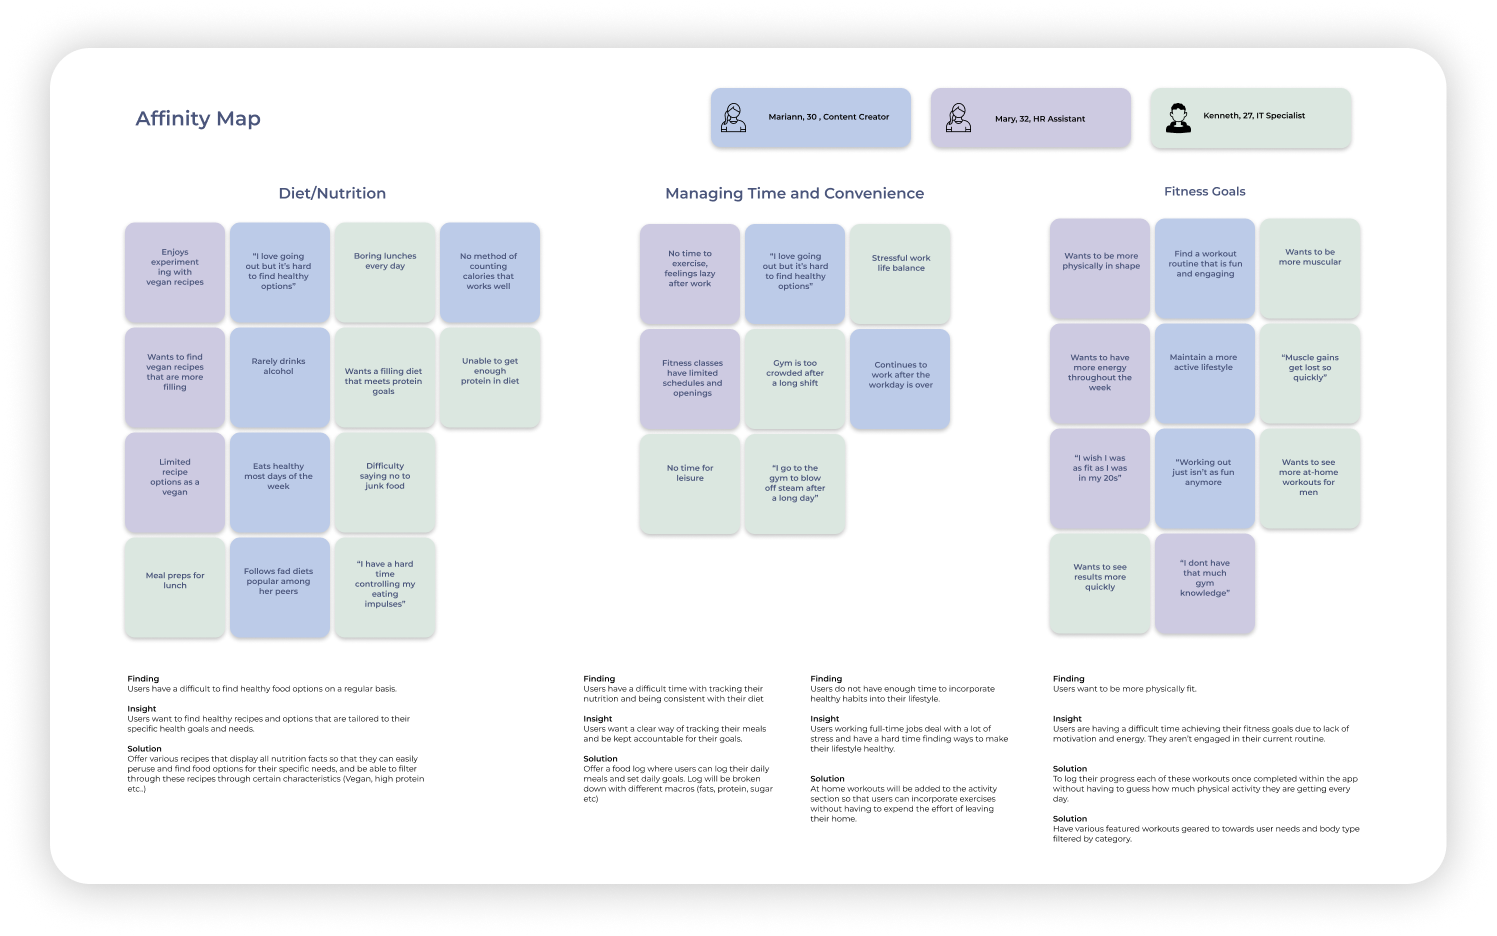 Affinity Map
Mariann, 30 , Content Creator
Mary, 32, HR Assistant
Kenneth, 27, IT Specialist
Diet/Nutrition
Enjoys
experiment
ing with
vegan recipes
“I love going
out but it’s hard
to find healthy
options”
Boring lunches
every day
No method of
counting
calories that
works well
Wants to find
vegan recipes
that are more
filling
Rarely drinks
alcohol
Wants a filling diet
that meets protein
goals
Unable to get
enough
protein in diet
Limited
recipe
options as a
vegan
Eats healthy
most days of the
week
Difficulty
saying no to
junk food
Meal preps for
lunch
Follows fad diets
popular among
her peers
“I have a hard
time
controlling my
eating
impulses”
Managing Time and Convenience
No time to
exercise,
feelings lazy
after work
“I love going
out but it’s hard
to find healthy
options”
Stressful work
life balance
Fitness classes
have limited
schedules and
openings
Gym is too
crowded after
a long shift
Continues to
work after the
workday is over
No time for
leisure
“I go to the
gym to blow
off steam after
a long day”
Fitness Goals
Wants to be more
physically in shape
Find a workout
routine that is fun
and engaging
Wants to be
more muscular
Wants to have
more energy
throughout the
week
Maintain a more
active lifestyle
“Muscle gains
get lost so
quickly”
“I wish I was
as fit as I was
in my 20s”
“Working out
just isn’t as fun
anymore
Wants to see
more at-home
workouts for
men
Wants to see
results more
quickly
“I dont have
that much
gym
knowledge”
Finding
Users have a difficult to find healthy food options on a regular basis.
Insight
Users want to find healthy recipes and options that are tailored to their
specific health goals and needs.
Solution
Offer various recipes that display all nutrition facts so that they can easily
peruse and find food options for their specific needs, and be able to filter
through these recipes through certain characteristics (Vegan, high protein
etc..)
Finding
Users have a difficult time with tracking their
nutrition and being consistent with their diet
Insight
Users want a clear way of tracking their meals
and be kept accountable for their goals.
Solution
Offer a food log where users can log their daily
meals and set daily goals. Log will be broken
down with different macros (fats, protein, sugar
etc)
Finding
Users do not have enough time to incorporate
healthy habits into their lifestyle.
Insight
Users working full-time jobs deal with a lot of
stress and have a hard time finding ways to make
their lifestyle healthy.
Solution
At home workouts will be added to the activity
section so that users can incorporate exercises
without having to expend the effort of leaving
their home.
Finding
Users want to be more physically fit.
Insight
Users are having a difficult time achieving their fitness goals due to lack of
motivation and energy. They aren’t engaged in their current routine.
Solution
To log their progress each of these workouts once completed within the app
without having to guess how much physical activity they are getting every
day.
Solution
Have various featured workouts geared to towards user needs and body type
filtered by category.